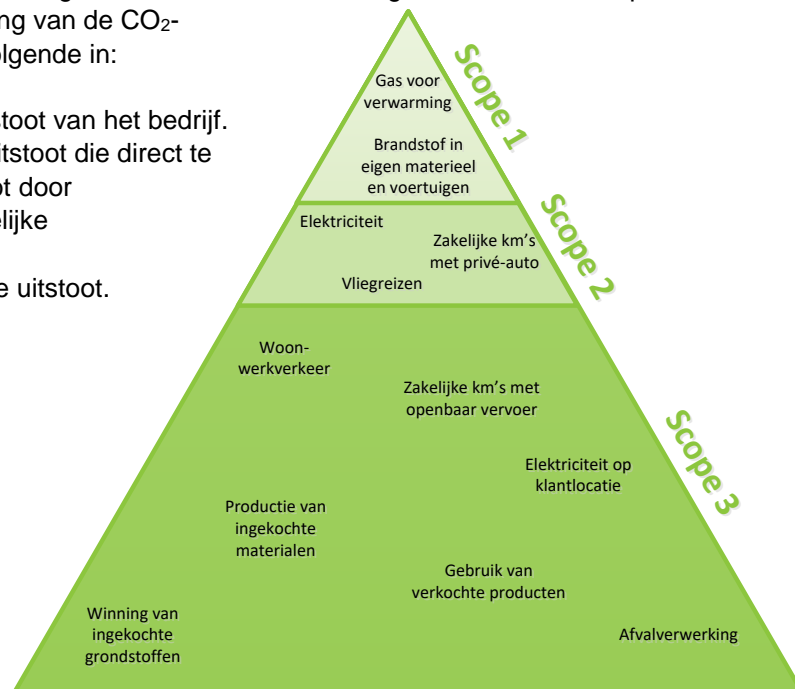 ng van de CO₂-
olgende in:
stoot van het bedrijf.
itstoot die direct te
ot door
elijke
e uitstoot.
Scope 1
Gas voor
verwarming
Brandstof in
eigen materieel
en voertuigen
Scope 2
Elektriciteit
Zakelijke km's
met privé-auto
Vliegreizen
Scope 3
Woon-
werkverkeer
Zakelijke km's met
openbaar vervoer
Elektriciteit op
klantlocatie
Productie van
ingekochte
materialen
Gebruik van
verkochte producten
Winning van
ingekochte
grondstoffen
Afvalverwerking